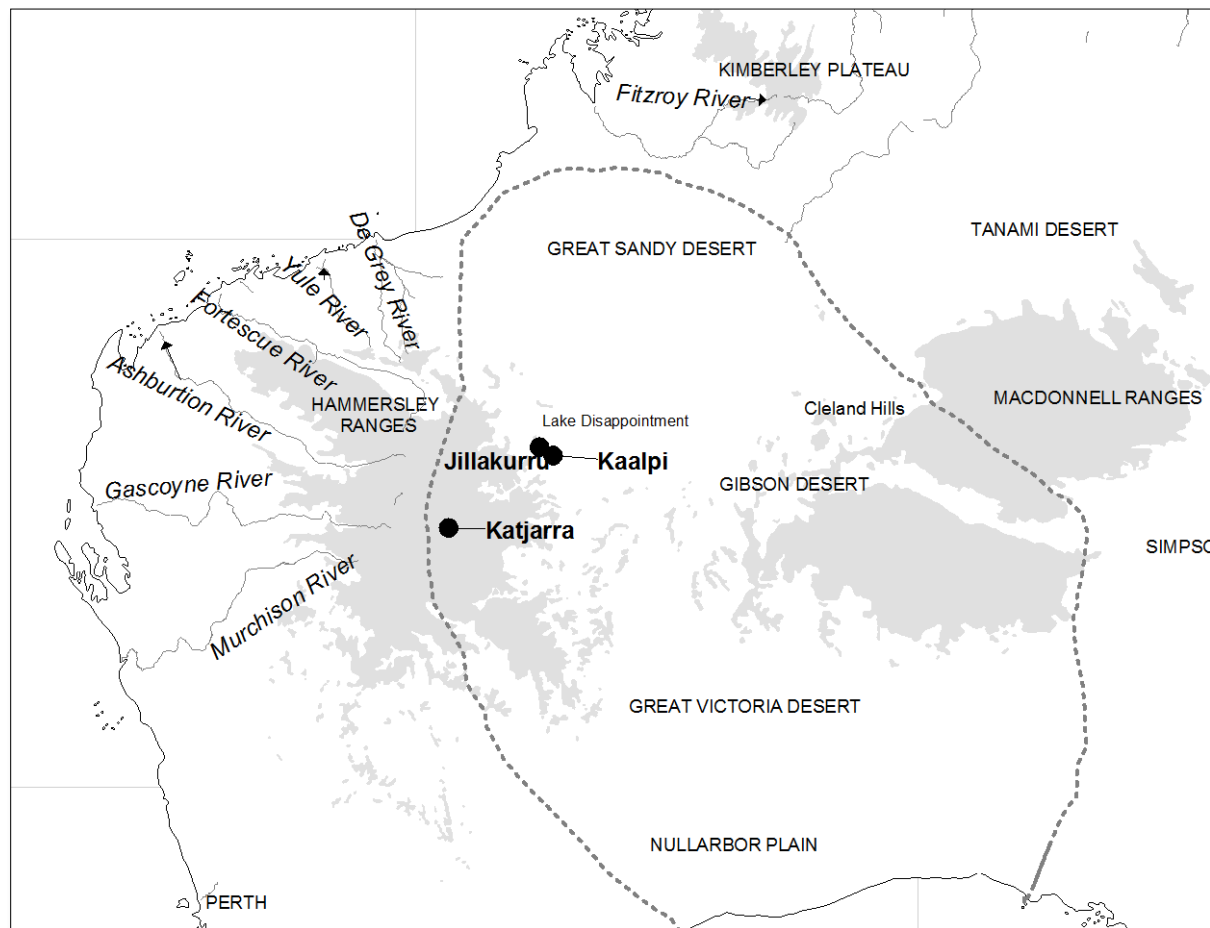 KIMBERLEY PLATEAU
Fitzroy River
TANAMI DESERT
GREAT SANDY DESERT
De Grey River
Yule River
Fortescue River
Ashburtion River
HAMMERSLEY
RANGES
MACDONNELL RANGES
Cleland Hills
Lake Disappointment
Jillakurru
Kaalpi
GIBSON DESERT
Gascoyne River
Katjarra
SIMPSO
Murchison River
GREAT VICTORIA DESERT
NULLARBOR PLAIN
PERTH